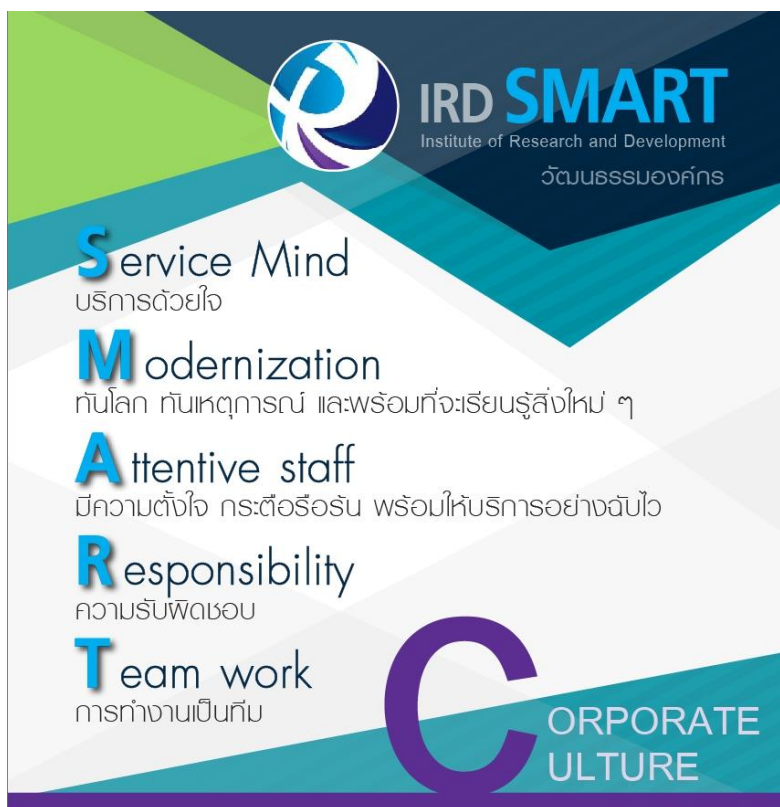 IRD SMART
Institute of Research and Development
วัฒนธรรมองค์กร
Service Mind
บริการด้วยใจ
Modernization
ทันโลก ทันเหตุการณ์ และพร้อมที่จะเรียนรู้สิ่งใหม่ ๆ
Attentive staff
มีความตั้งใจ กระตือรือร้น พร้อมให้บริการอย่างฉับไว
Responsibility
ความรับผิดชอบ
Team work
การทำงานเป็นทีม
CORPORATE
ULTURE